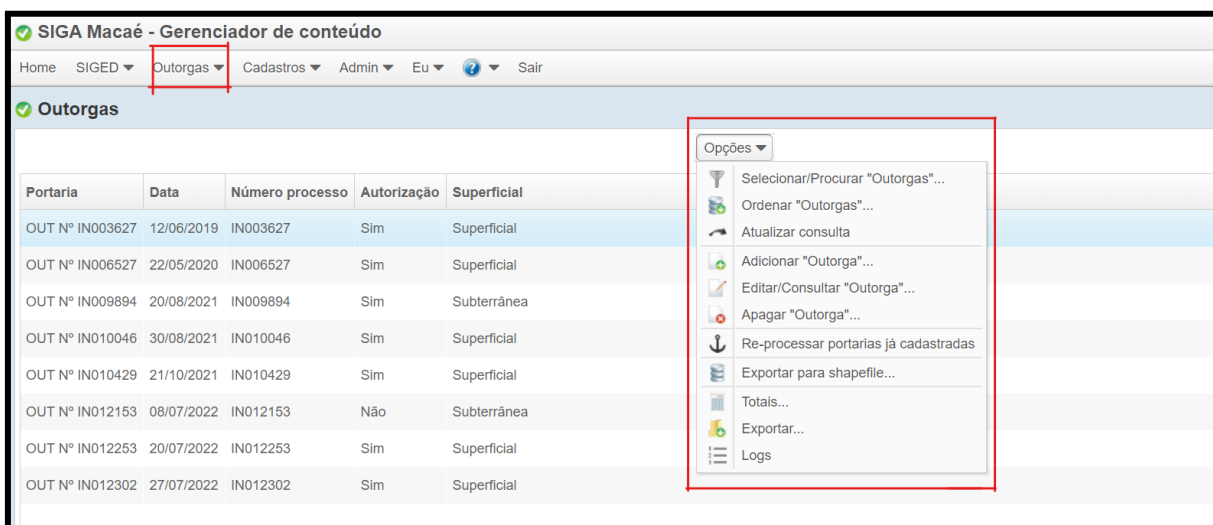 SIGA Macaé - Gerenciador de conteúdo
Home SIGED Outorgas Cadastros Admin Eu ? Sair
Outorgas
Opções
Selecionar/Procurar "Outorgas"...
Ordenar "Outorgas"...
Atualizar consulta
Adicionar "Outorga"...
Editar/Consultar "Outorga"...
Apagar "Outorga"...
Re-processar portarias já cadastradas
Exportar para shapefile...
Totais...
Exportar...
Logs
Portaria Data Número processo Autorização Superficial
OUT Nº IN003627 12/06/2019 IN003627 Sim Superficial
OUT Nº IN006527 22/05/2020 IN006527 Sim Superficial
OUT Nº IN009894 20/08/2021 IN009894 Sim Subterrânea
OUT Nº IN010046 30/08/2021 IN010046 Sim Superficial
OUT Nº IN010429 21/10/2021 IN010429 Sim Superficial
OUT Nº IN012153 08/07/2022 IN012153 Não Subterrânea
OUT Nº IN012253 20/07/2022 IN012253 Sim Superficial
OUT Nº IN012302 27/07/2022 IN012302 Sim Superficial